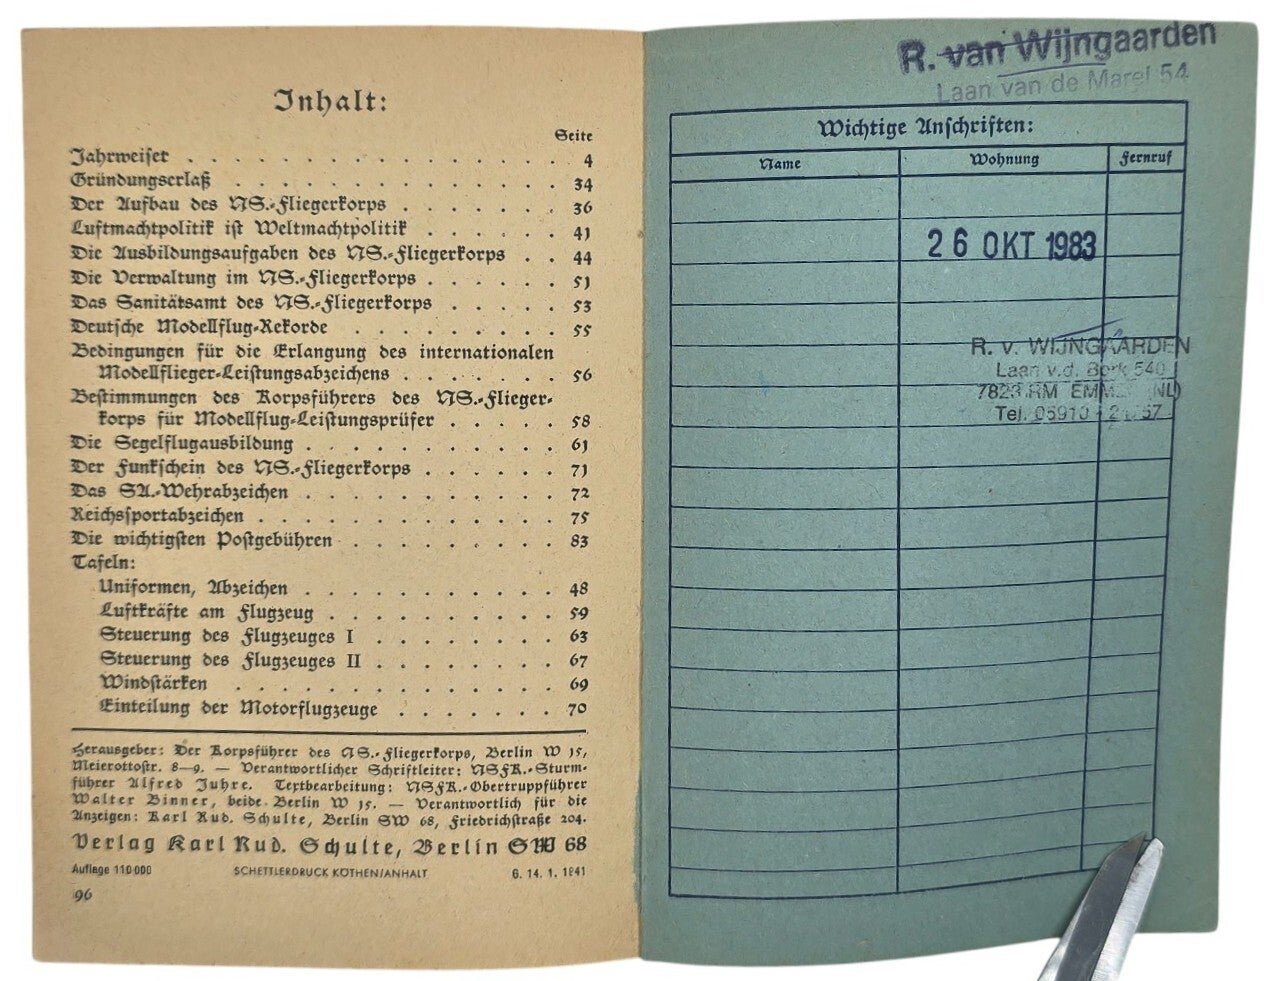 Inhalt:
Seite
Jahrweiser . . . . . . . . . . . . . . . . 4
Gründungserlaß . . . . . . . . . . . . . . 34
Der Aufbau des NS.-Fliegerkorps . . . . . . . 36
Luftmachtpolitik ist Weltmachtpolitik . . . . . . 41
Die Ausbildungsaufgaben des NS.-Fliegerkorps . . 44
Die Verwaltung im NS.-Fliegerkorps . . . . . . 51
Das Sanitätsamt des NS.-Fliegerkorps . . . . . 53
Deutsche Modellflug-Rekorde . . . . . . . . . 55
Bedingungen für die Erlangung des internationalen
Modellflieger-Leistungsabzeichens . . . . . . . 56
Bestimmungen des Korpsführers des NS.-Flieger-
korps für Modellflug-Leistungsprüfer . . . . . 58
Die Segelflugausbildung . . . . . . . . . . . 61
Der Funkschein des NS.-Fliegerkorps . . . . . . 71
Das SA.-Wehrabzeichen . . . . . . . . . . . 72
Reichssportabzeichen . . . . . . . . . . . . . 75
Die wichtigsten Postgebühren . . . . . . . . . 83
Tafeln:
Uniformen, Abzeichen . . . . . . . . . . . 48
Luftkräfte am Flugzeug . . . . . . . . . . 59
Steuerung des Flugzeuges I . . . . . . . . 63
Steuerung des Flugzeuges II . . . . . . . . 67
Windstärken . . . . . . . . . . . . . . 69
Einteilung der Motorflugzeuge . . . . . . . 70
Herausgeber: Der Korpsführer des NS.-Fliegerkorps, Berlin W 15,
Meierottostr. 8—9. — Verantwortlicher Schriftleiter: NSFK.-Sturm-
führer Alfred Juhre. Textbearbeitung: NSFK.-Obertruppführer
Walter Binner, beide Berlin W 15. — Verantwortlich für die
Anzeigen: Karl Rud. Schulte, Berlin SW 68, Friedrichstraße 204.
Verlag Karl Rud. Schulte, Berlin SW 68
Auflage 110 000 SCHETTLERDRUCK KÖTHEN/ANHALT 6. 14. 1. 1941
96
R. van Wijngaarden
Laan van de Marel 54
Wichtige Anschriften:
Name Wohnung Fernruf
26 OKT 1983
R. v. WIJNGAARDEN
Laan v.d. 540
7823 RM
Tel. 05910